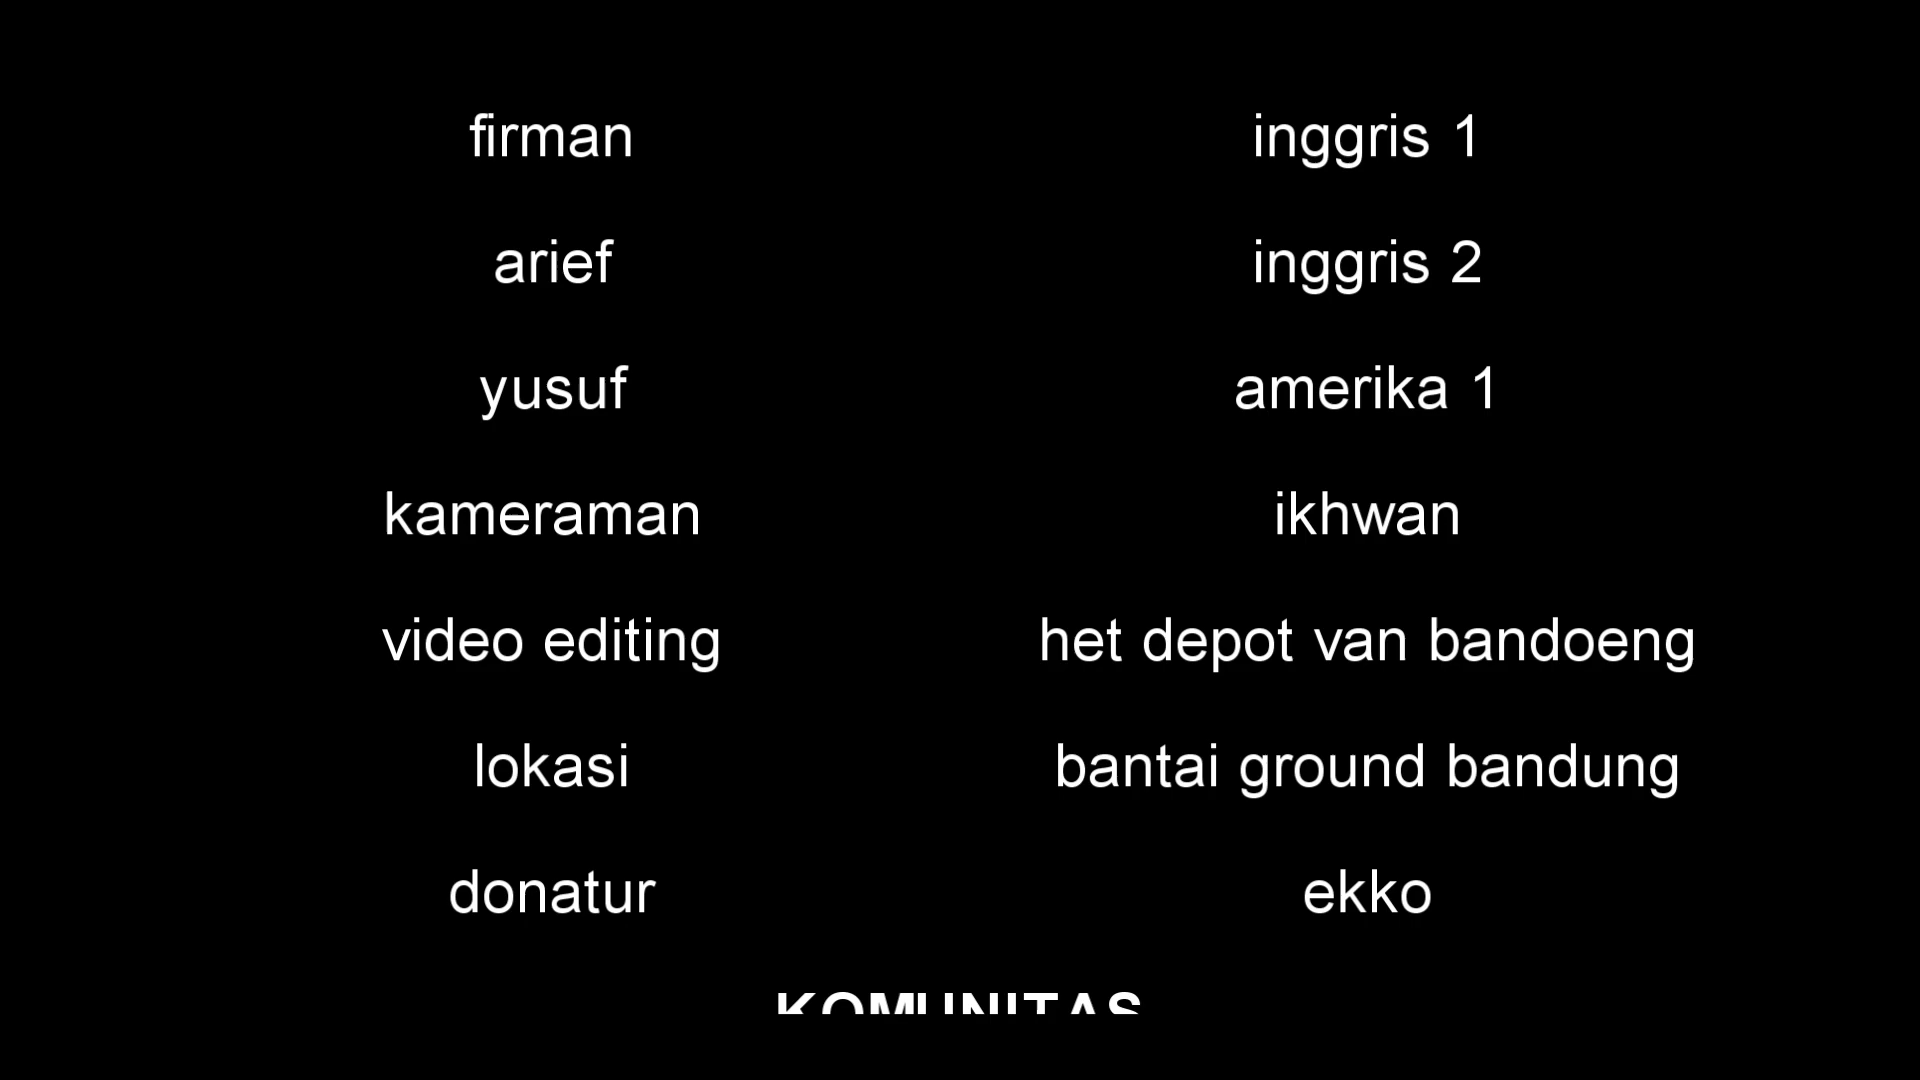 firman inggris 1
arief inggris 2
yusuf amerika 1
kameraman ikhwan
video editing het depot van bandoeng
lokasi bantai ground bandung
donatur ekko
KOMUNITAS